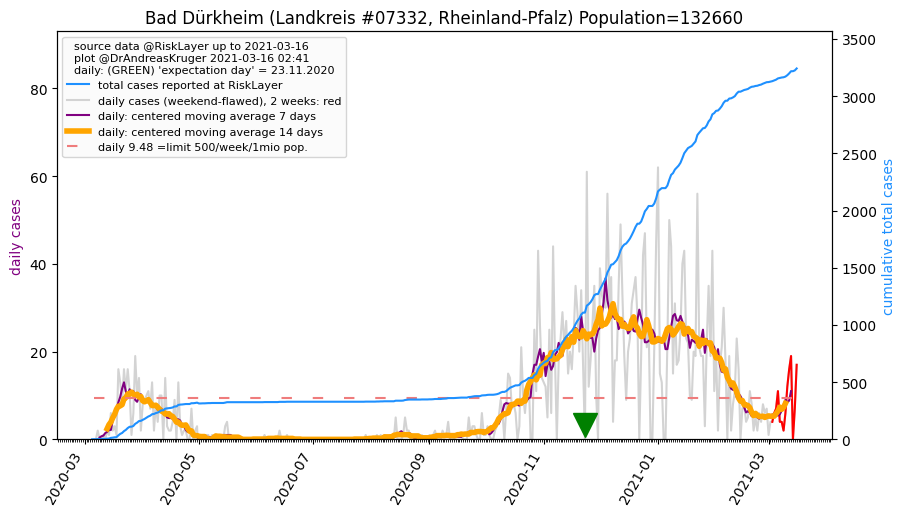 Bad Dürkheim (Landkreis #07332, Rheinland-Pfalz) Population=132660
source data @RiskLayer up to 2021-03-16
plot @DrAndreasKruger 2021-03-16 02:41
daily: (GREEN) 'expectation day' = 23.11.2020
total cases reported at RiskLayer
daily cases (weekend-flawed), 2 weeks: red
daily: centered moving average 7 days
daily: centered moving average 14 days
daily 9.48 =limit 500/week/1mio pop.
daily cases
80
60
40
20
0
3500
3000
2500
2000
1500
1000
500
0
cumulative total cases
2020-03
2020-05
2020-07
2020-09
2020-11
2021-01
2021-03